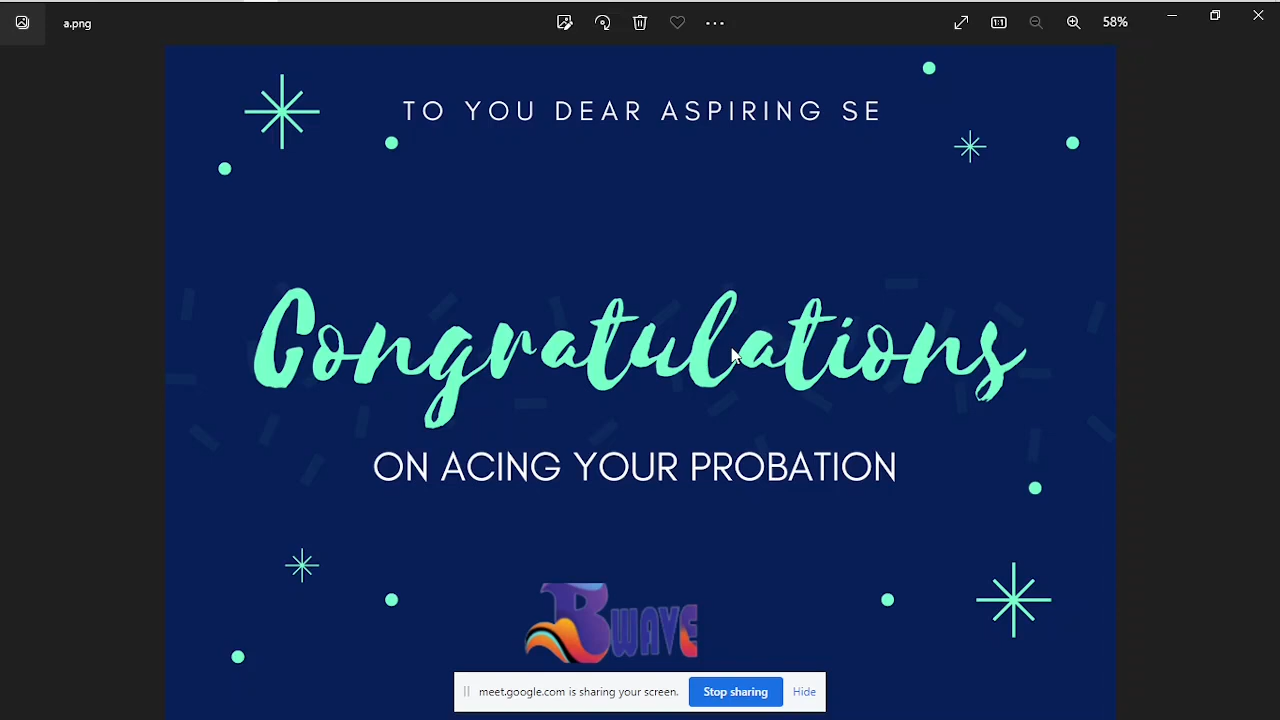 a.png
58%
TO YOU DEAR ASPIRING SE
Congratulations
ON ACING YOUR PROBATION
BWAVE
meet.google.com is sharing your screen.
Stop sharing
Hide